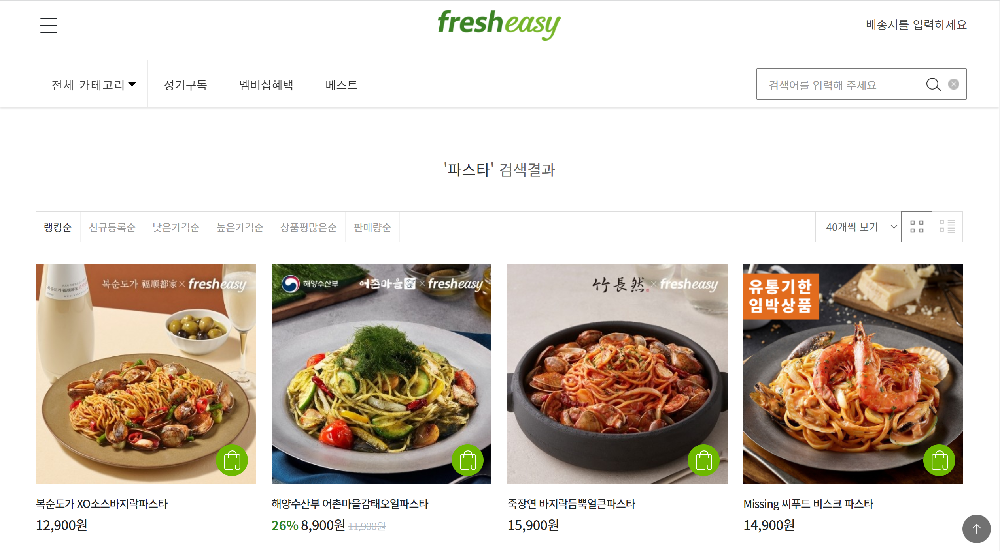 fresheasy
배송지를 입력하세요
전체 카테고리
정기구독
멤버십혜택
베스트
검색어를 입력해 주세요
'파스타' 검색결과
랭킹순
신규등록순
낮은가격순
높은가격순
상품평많은순
판매량순
40개씩 보기
복순도가 福順都家 × fresheasy
복순도가 福順都家
해양수산부
어촌마을 × fresheasy
竹長然 × fresheasy
유통기한
임박상품
복순도가 XO소스바지락파스타
12,900원
해양수산부 어촌마을감태오일파스타
26% 8,900원 11,900원
죽장연 바지락듬뿍얼큰파스타
15,900원
Missing 씨푸드 비스크 파스타
14,900원